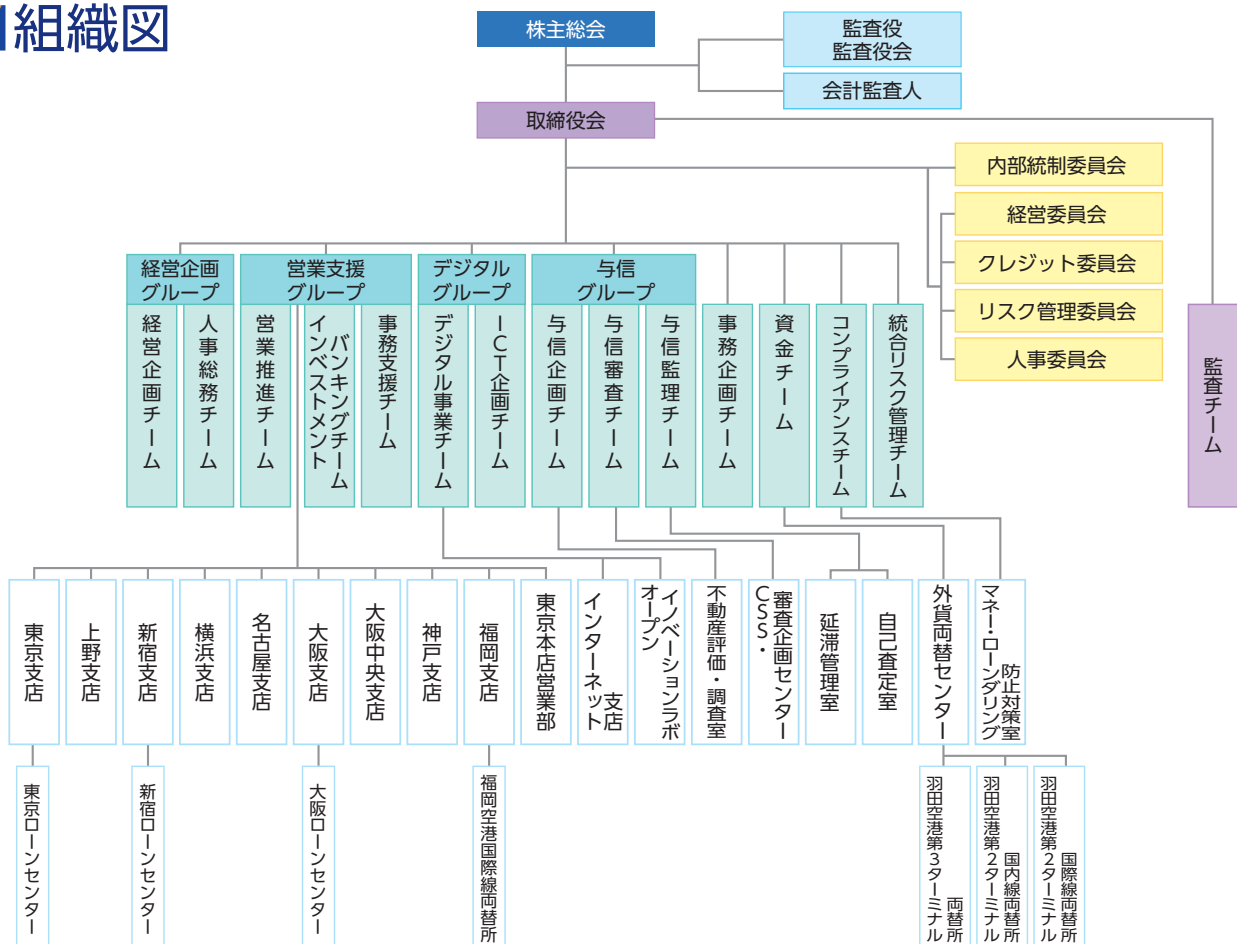 組織図
株主総会
監査役
監査役会
会計監査人
取締役会
内部統制委員会
経営委員会
クレジット委員会
リスク管理委員会
人事委員会
監査チーム
経営企画
グループ
営業支援
グループ
デジタル
グループ
与信
グループ
経営企画チーム
人事総務チーム
営業推進チーム
インベストメント
バンキングチーム
事務支援チーム
デジタル事業チーム
ICT企画チーム
与信企画チーム
与信審査チーム
与信監理チーム
事務企画チーム
資金チーム
コンプライアンスチーム
統合リスク管理チーム
東京支店
上野支店
新宿支店
横浜支店
名古屋支店
大阪支店
大阪中央支店
神戸支店
福岡支店
東京本店営業部
インターネット
支店
オープン
イノベーションラボ
不動産評価・調査室
CSS・
審査企画センター
延滞管理室
自己査定室
外貨両替センター
マネー・ローンダリング
防止対策室
東京ローンセンター
新宿ローンセンター
大阪ローンセンター
福岡空港国際線両替所
羽田空港第3ターミナル
両替所
羽田空港第2ターミナル
国内線両替所
羽田空港第2ターミナル
国際線両替所